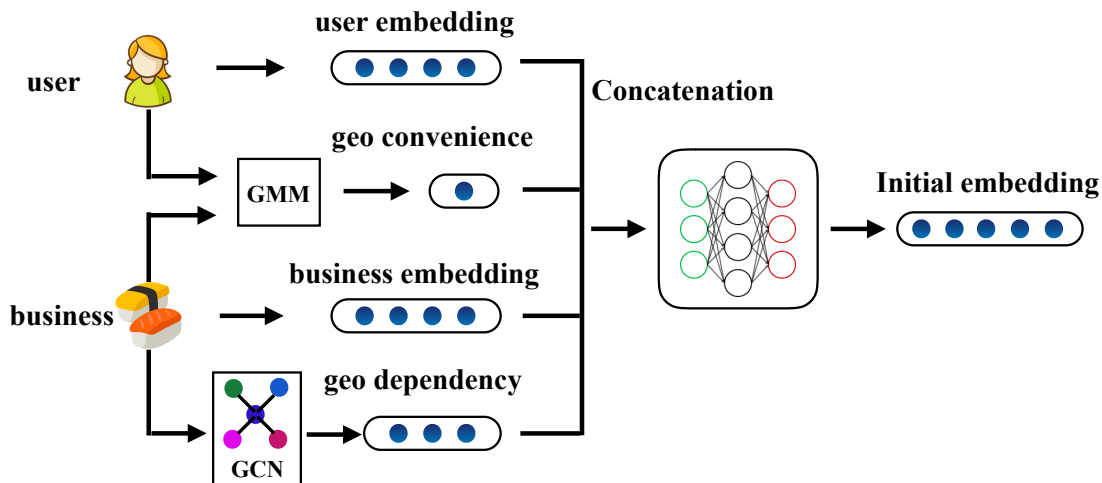 user embedding
user
Concatenation
geo convenience
GMM
Initial embedding
business embedding
business
geo dependency
GCN